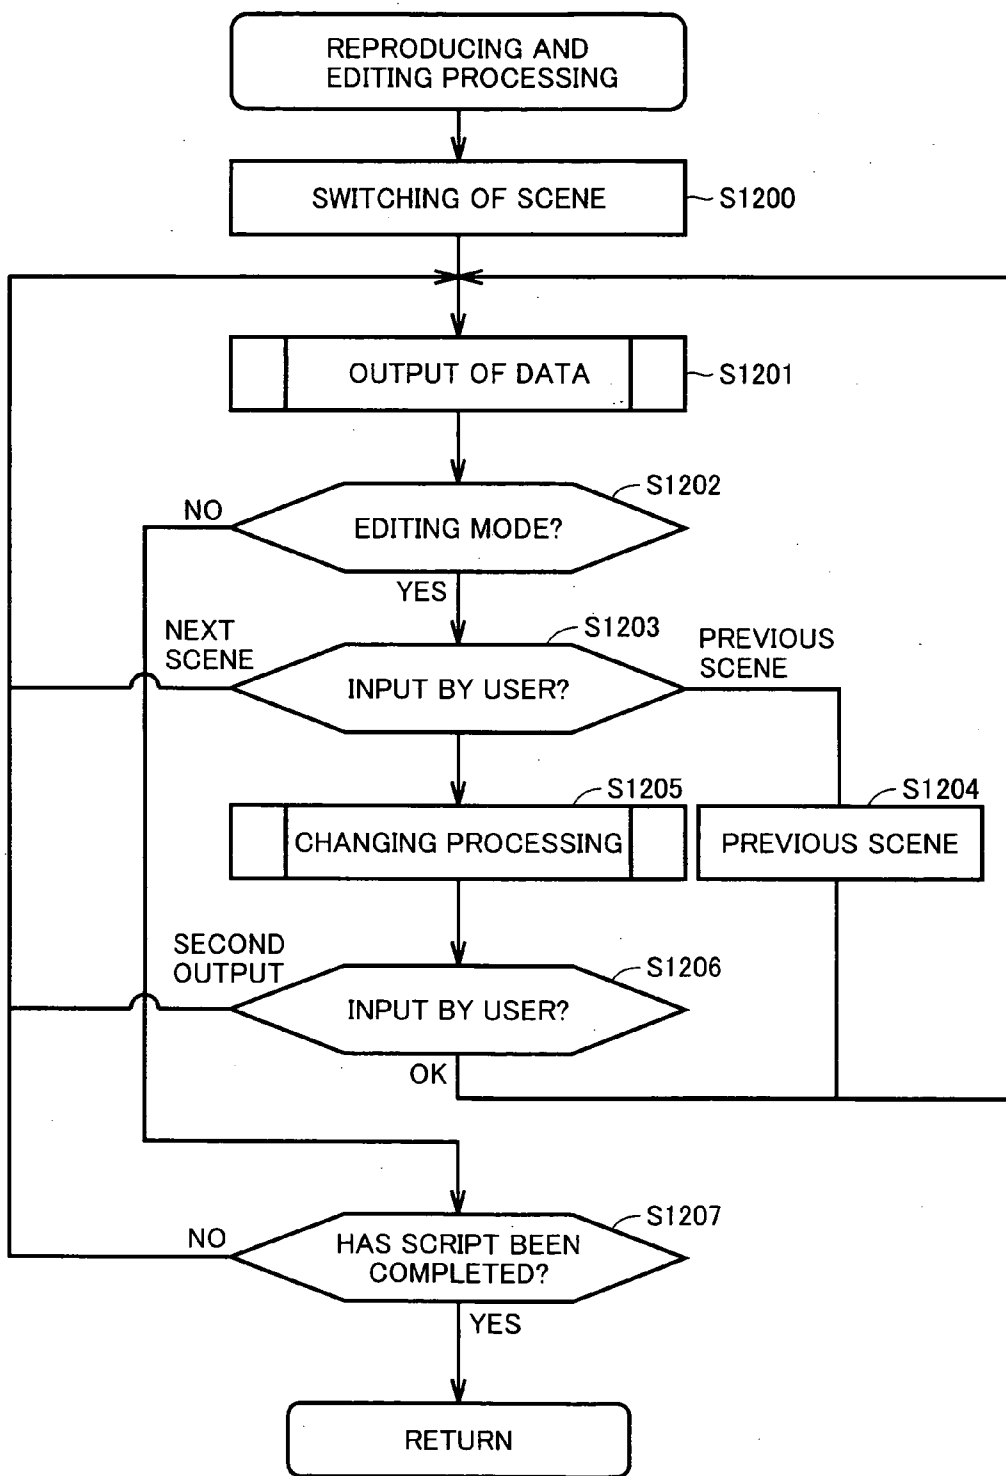 REPRODUCING AND
EDITING PROCESSING
SWITCHING OF SCENE
S1200
OUTPUT OF DATA
S1201
S1202
NO
EDITING MODE?
YES
S1203
NEXT
SCENE
PREVIOUS
SCENE
INPUT BY USER?
S1205
S1204
CHANGING PROCESSING
PREVIOUS SCENE
SECOND
OUTPUT
S1206
INPUT BY USER?
OK
S1207
NO
HAS SCRIPT BEEN
COMPLETED?
YES
RETURN